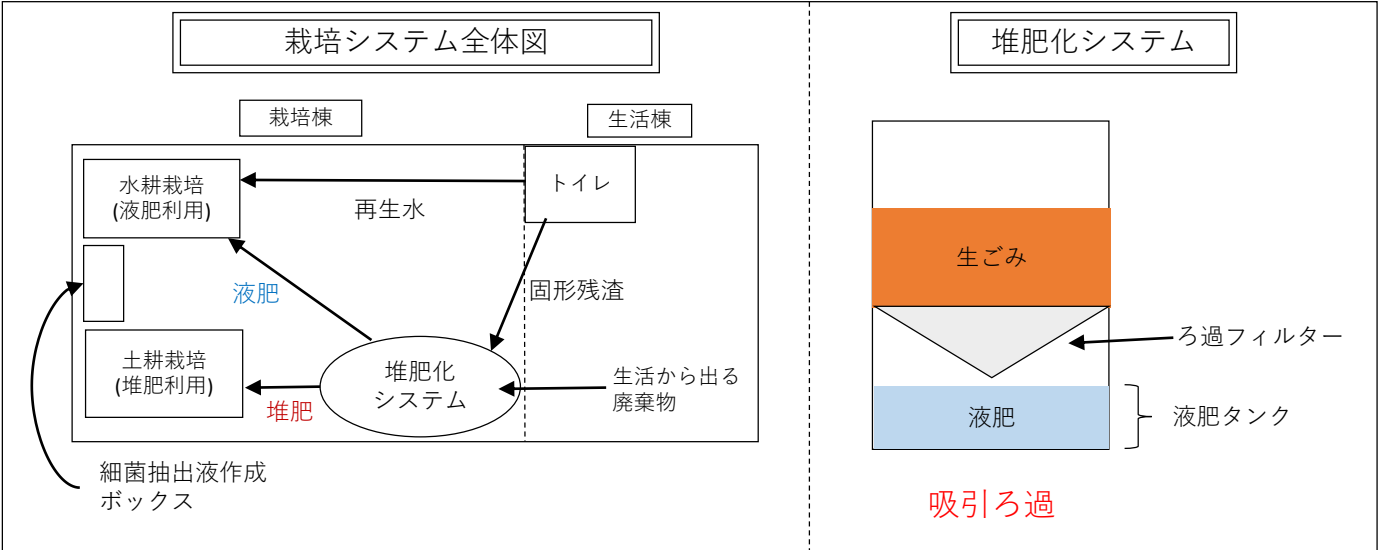 栽培システム全体図
栽培棟
生活棟
水耕栽培
(液肥利用)
トイレ
再生水
液肥
固形残渣
土耕栽培
(堆肥利用)
堆肥化
システム
堆肥
生活から出る
廃棄物
細菌抽出液作成
ボックス
堆肥化システム
生ごみ
ろ過フィルター
液肥
液肥タンク
吸引ろ過